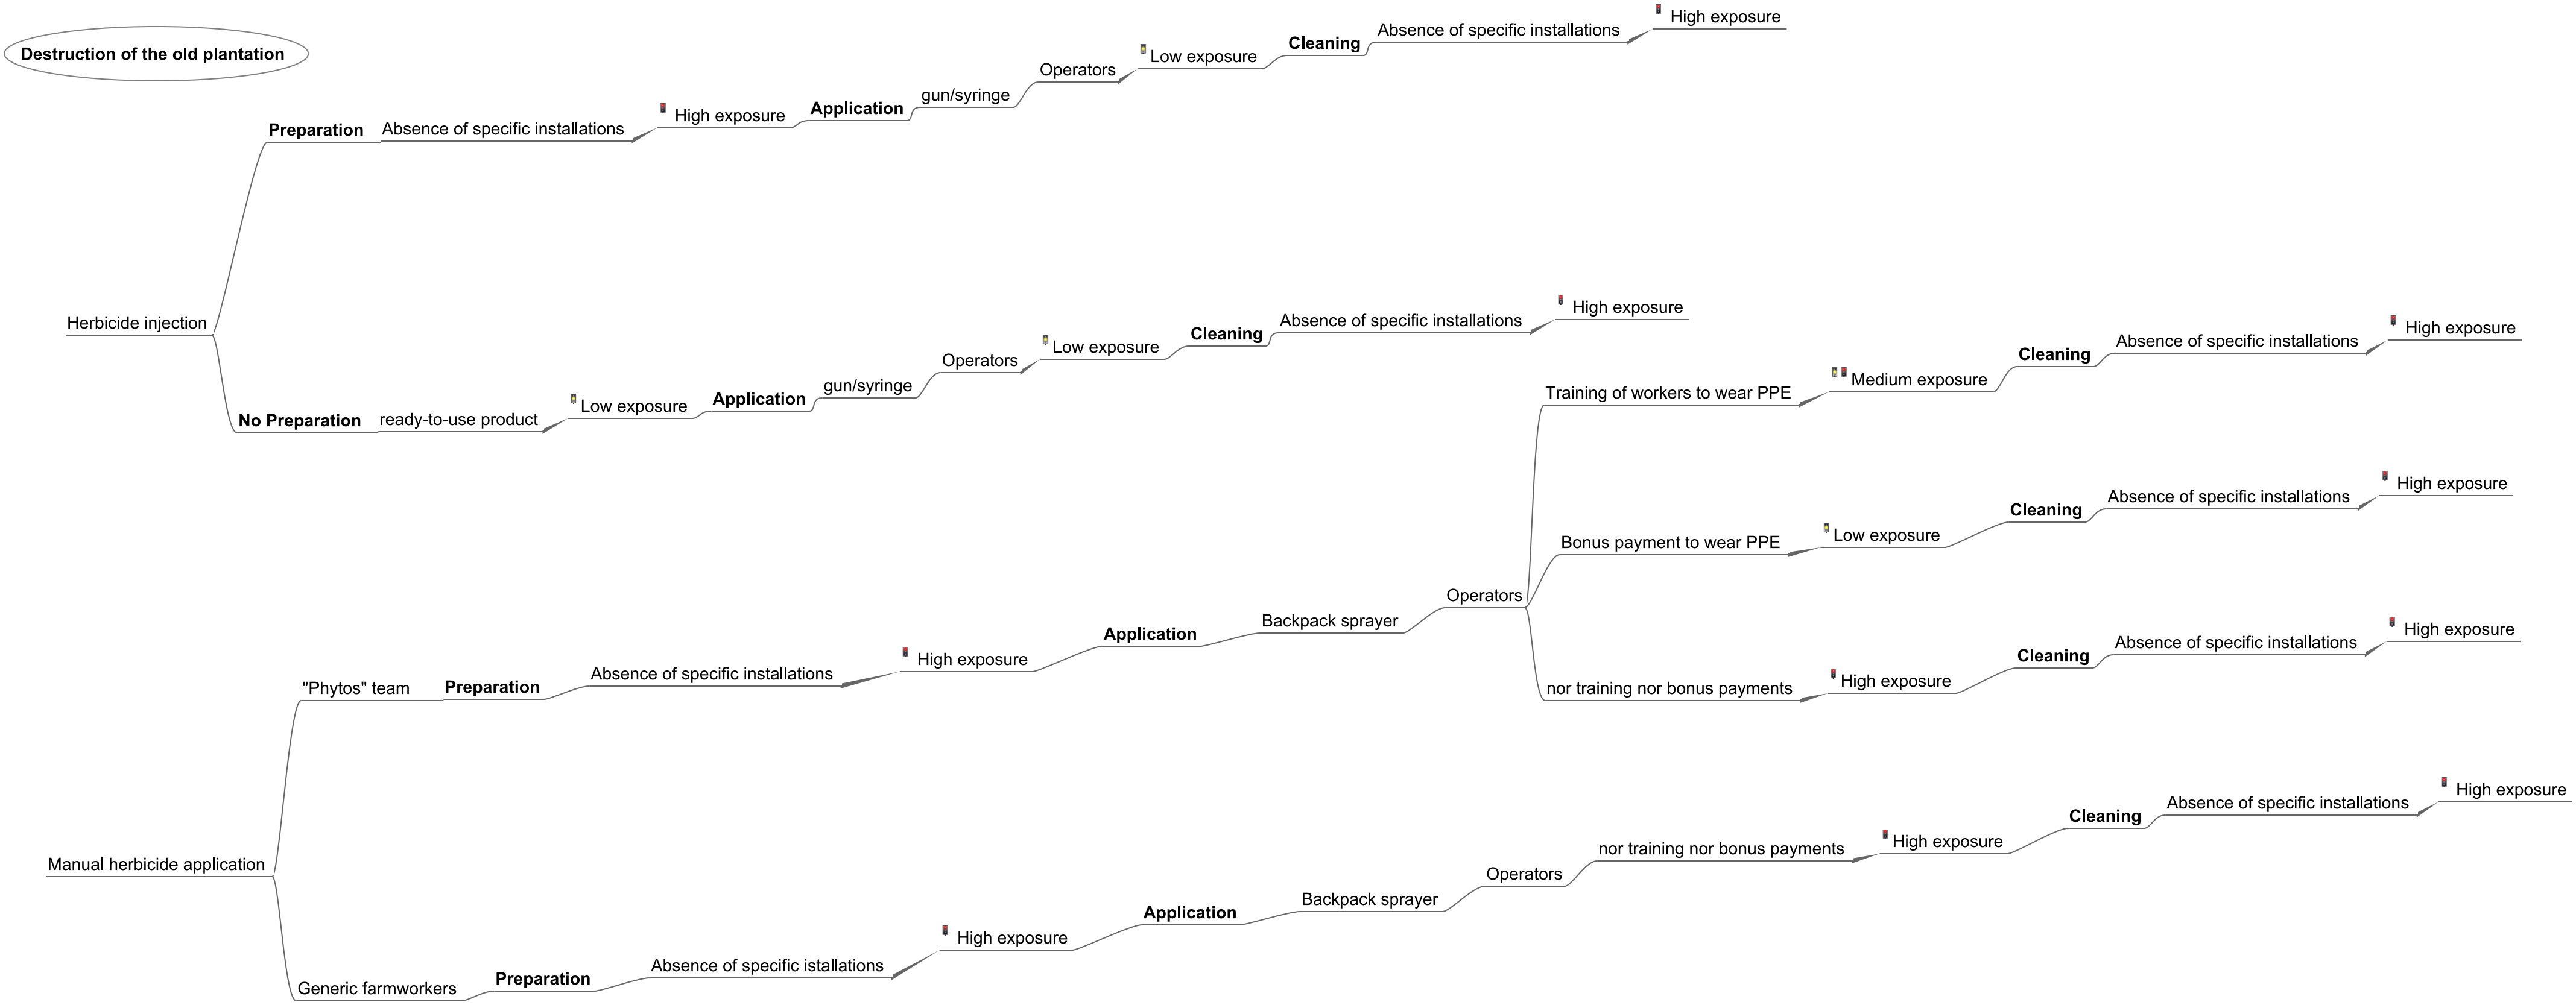 Destruction of the old plantation
Herbicide injection
Preparation
Absence of specific installations
High exposure
Application
gun/syringe
Operators
Low exposure
Cleaning
Absence of specific installations
High exposure
No Preparation
ready-to-use product
Low exposure
Application
gun/syringe
Operators
Low exposure
Cleaning
Absence of specific installations
High exposure
Manual herbicide application
"Phytos" team
Preparation
Absence of specific installations
High exposure
Application
Backpack sprayer
Operators
Training of workers to wear PPE
Medium exposure
Cleaning
Absence of specific installations
High exposure
Bonus payment to wear PPE
Low exposure
Cleaning
Absence of specific installations
High exposure
nor training nor bonus payments
High exposure
Cleaning
Absence of specific installations
High exposure
Generic farmworkers
Preparation
Absence of specific istallations
High exposure
Application
Backpack sprayer
Operators
nor training nor bonus payments
High exposure
Cleaning
Absence of specific installations
High exposure